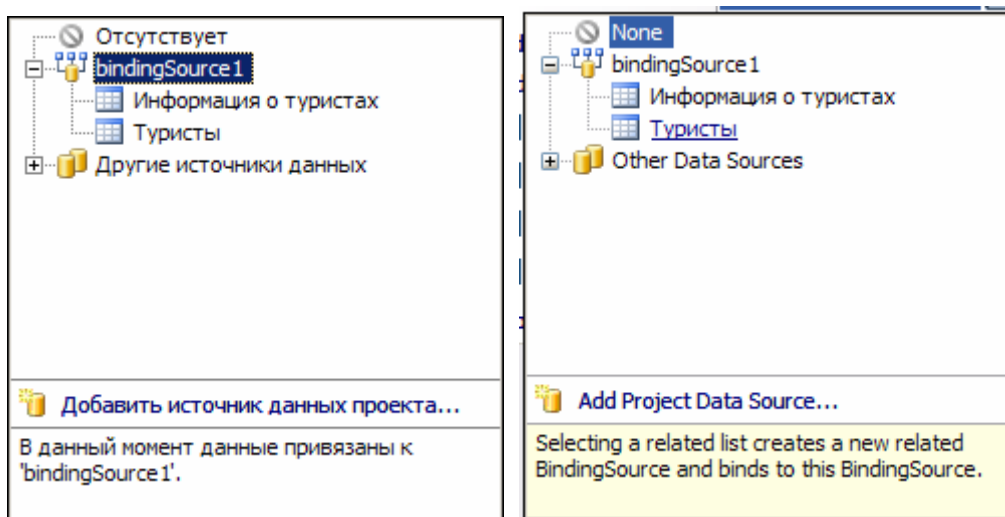 Отсутствует
bindingSource1
Информация о туристах
Туристы
Другие источники данных
Добавить источник данных проекта...
В данный момент данные привязаны к
'bindingSource1'.
None
bindingSource1
Информация о туристах
Туристы
Other Data Sources
Add Project Data Source...
Selecting a related list creates a new related
BindingSource and binds to this BindingSource.